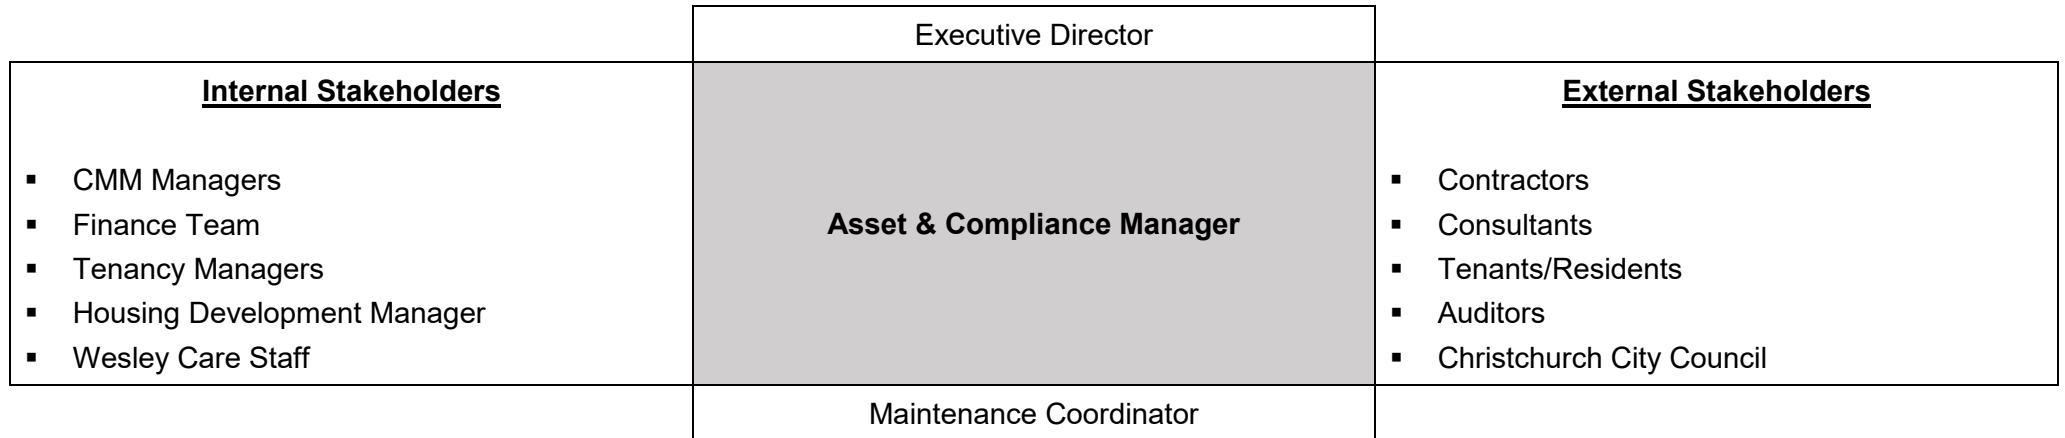 Executive Director
Internal Stakeholders
▪ CMM Managers
▪ Finance Team
▪ Tenancy Managers
▪ Housing Development Manager
▪ Wesley Care Staff
Asset & Compliance Manager
External Stakeholders
▪ Contractors
▪ Consultants
▪ Tenants/Residents
▪ Auditors
▪ Christchurch City Council
Maintenance Coordinator